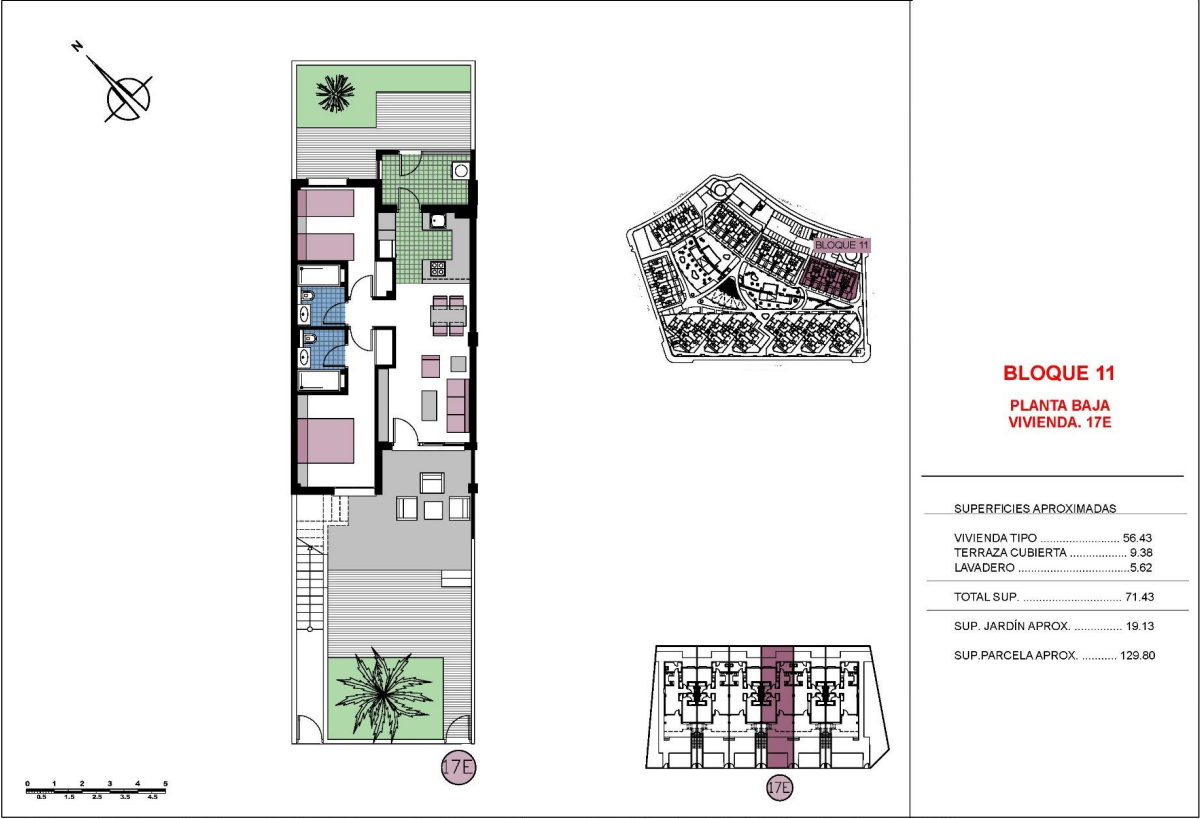 N
BLOQUE 11
17E
17E
0 1 2 3 4 5
0.5 1.5 2.5 3.5 4.5
BLOQUE 11
PLANTA BAJA
VIVIENDA. 17E
SUPERFICIES APROXIMADAS
VIVIENDA TIPO ........................ 56.43
TERRAZA CUBIERTA ................. 9.38
LAVADERO .................................5.62
TOTAL SUP. .............................. 71.43
SUP. JARDÍN APROX. .............. 19.13
SUP.PARCELA APROX. ........... 129.80